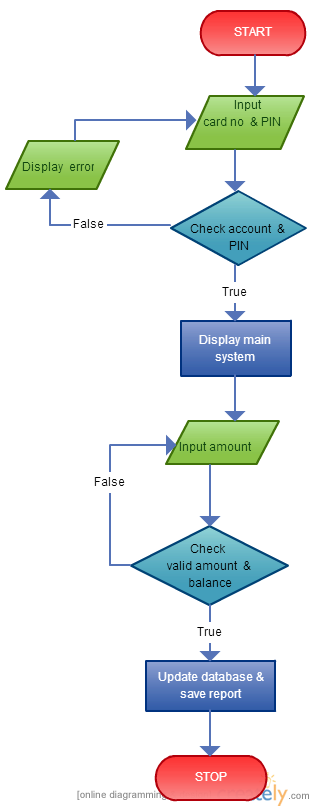 START
Input
card no & PIN
Display error
False
Check account &
PIN
True
Display main
system
Input amount
False
Check
valid amount &
balance
True
Update database &
save report
STOP
[online diagramming
ely.com